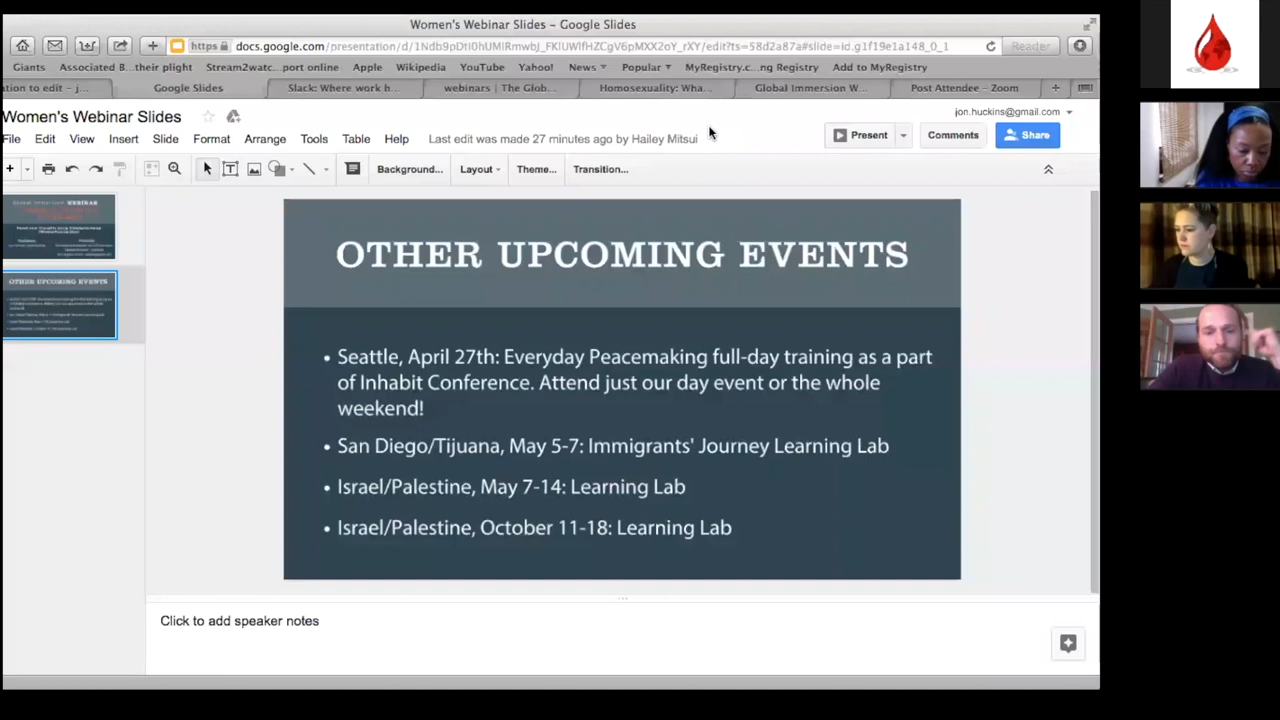 Women's Webinar Slides – Google Slides
https docs.google.com/presentation/d/1Ndb9pDtI0hUMlRmwbJ_FKlUWlfHZCgV6pMXX2oY_rXY/edit?ts=58d2a87a#slide=id.g1f19e1a148_0_1
Reader
Giants Associated B...their plight Stream2watc...port online Apple Wikipedia YouTube Yahoo! News Popular MyRegistry.c...ng Registry Add to MyRegistry
ation to edit – j... Google Slides Slack: Where work h... webinars | The Glob... Homosexuality: Wha... Global Immersion W... Post Attendee – Zoom
Women's Webinar Slides
jon.huckins@gmail.com
File Edit View Insert Slide Format Arrange Tools Table Help Last edit was made 27 minutes ago by Hailey Mitsui
Present Comments Share
Background... Layout Theme... Transition...
WEBINAR
OTHER UPCOMING EVENTS
OTHER UPCOMING EVENTS
• Seattle, April 27th: Everyday Peacemaking full-day training as a part
of Inhabit Conference. Attend just our day event or the whole
weekend!
• San Diego/Tijuana, May 5-7: Immigrants' Journey Learning Lab
• Israel/Palestine, May 7-14: Learning Lab
• Israel/Palestine, October 11-18: Learning Lab
Click to add speaker notes